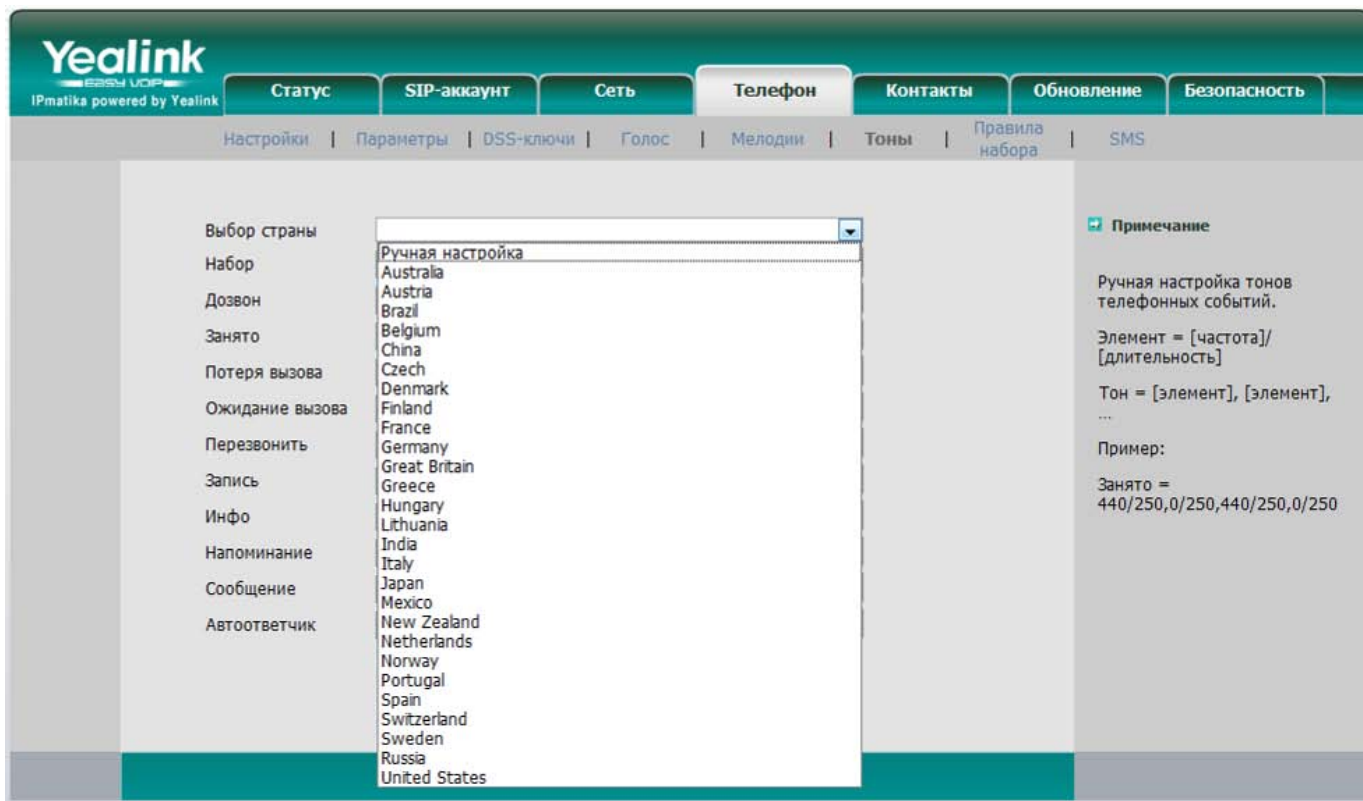 Yealink
EASY VOIP
IPmatika powered by Yealink
Статус
SIP-аккаунт
Сеть
Телефон
Контакты
Обновление
Безопасность
Настройки | Параметры | DSS-ключи | Голос | Мелодии | Тоны | Правила набора | SMS
Выбор страны
Набор
Дозвон
Занято
Потеря вызова
Ожидание вызова
Перезвонить
Запись
Инфо
Напоминание
Сообщение
Автоответчик
Ручная настройка
Australia
Austria
Brazil
Belgium
China
Czech
Denmark
Finland
France
Germany
Great Britain
Greece
Hungary
Lithuania
India
Italy
Japan
Mexico
New Zealand
Netherlands
Norway
Portugal
Spain
Switzerland
Sweden
Russia
United States
Примечание
Ручная настройка тонов
телефонных событий.
Элемент = [частота]/
[длительность]
Тон = [элемент], [элемент],
...
Пример:
Занято =
440/250,0/250,440/250,0/250